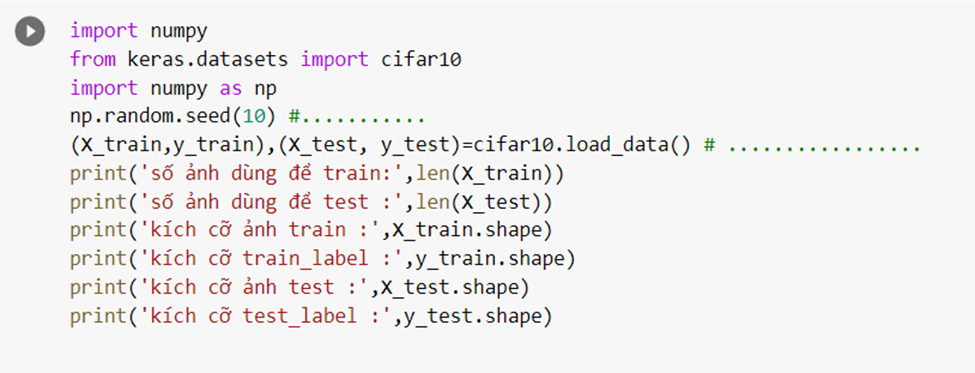 import numpy
from keras.datasets import cifar10
import numpy as np
np.random.seed(10) #...........
(X_train,y_train),(X_test, y_test)=cifar10.load_data() # .................
print('số ảnh dùng để train:',len(X_train))
print('số ảnh dùng để test :',len(X_test))
print('kích cỡ ảnh train :',X_train.shape)
print('kích cỡ train_label :',y_train.shape)
print('kích cỡ ảnh test :',X_test.shape)
print('kích cỡ test_label :',y_test.shape)